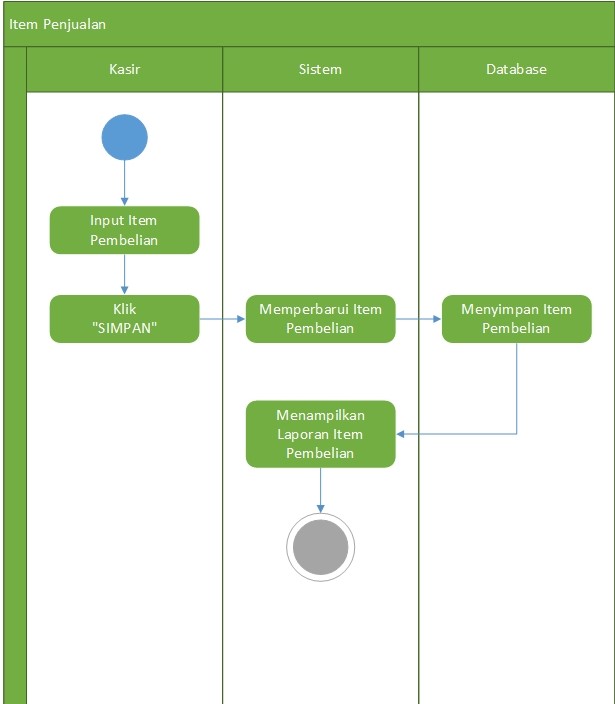 Item Penjualan
Kasir
Sistem
Database
Input Item
Pembelian
Klik
"SIMPAN"
Memperbarui Item
Pembelian
Menyimpan Item
Pembelian
Menampilkan
Laporan Item
Pembelian